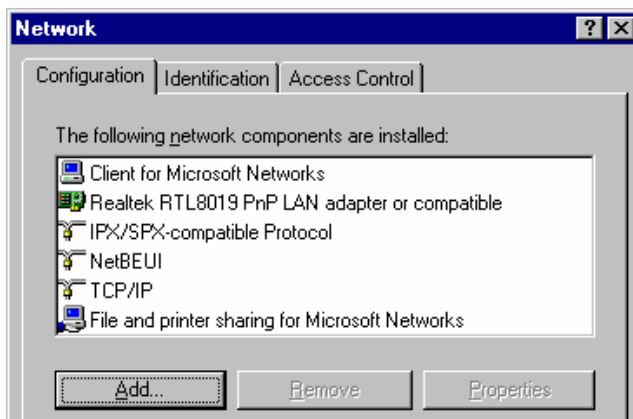 Network
Configuration Identification Access Control
The following network components are installed:
Client for Microsoft Networks
Realtek RTL8019 PnP LAN adapter or compatible
IPX/SPX-compatible Protocol
NetBEUI
TCP/IP
File and printer sharing for Microsoft Networks
Add... Remove Properties